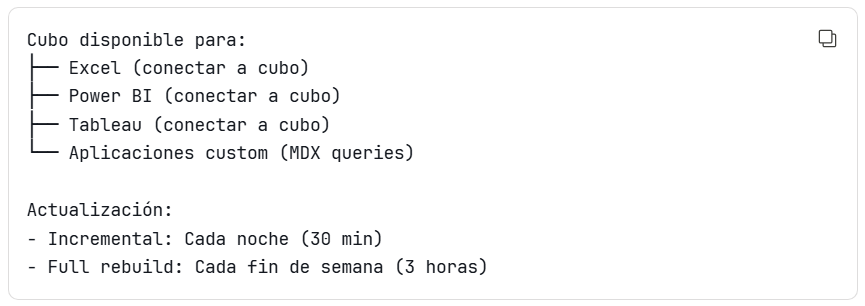 Cubo disponible para:
├── Excel (conectar a cubo)
├── Power BI (conectar a cubo)
├── Tableau (conectar a cubo)
└── Aplicaciones custom (MDX queries)

Actualización:
- Incremental: Cada noche (30 min)
- Full rebuild: Cada fin de semana (3 horas)